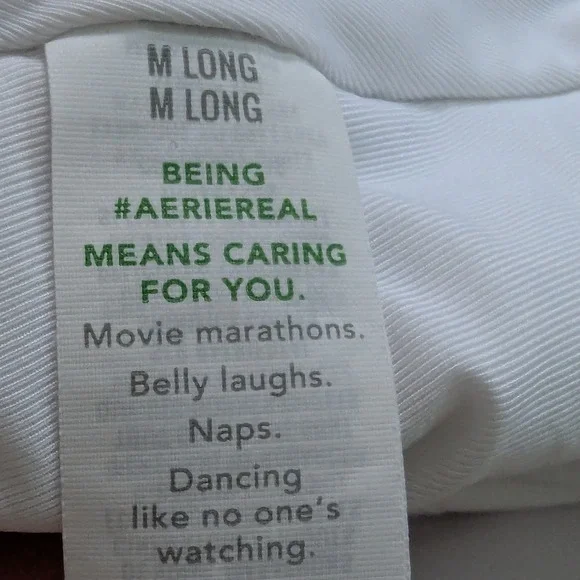 M LONG
M LONG
BEING
#AERIEREAL
MEANS CARING
FOR YOU.
Movie marathons.
Belly laughs.
Naps.
Dancing
like no one's
watching.